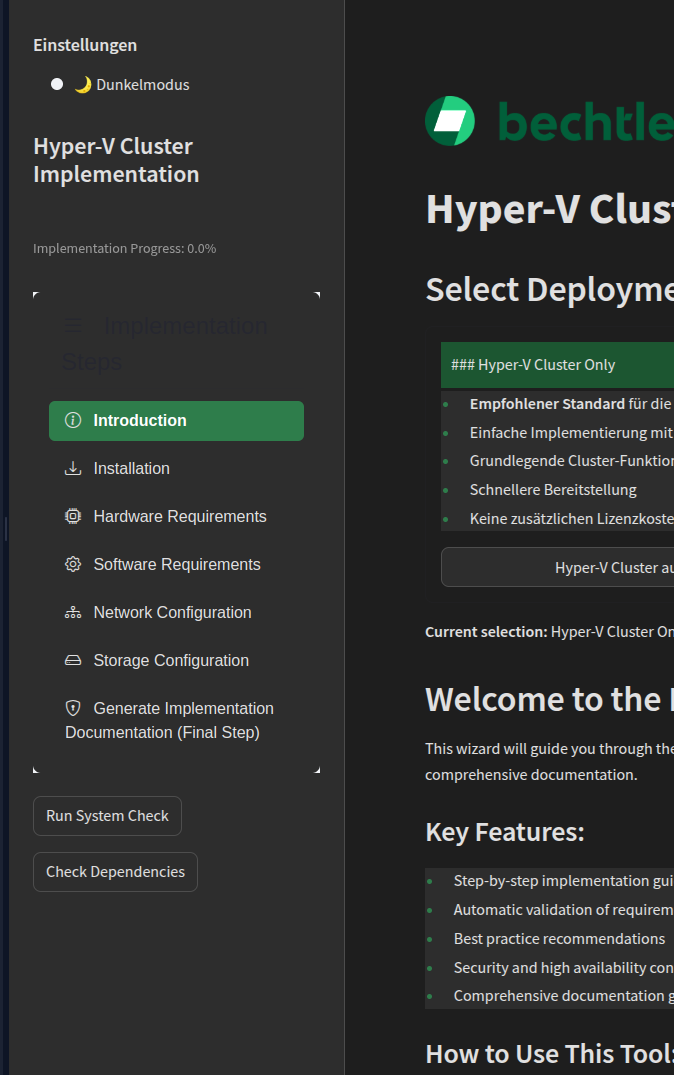 Einstellungen
🌙 Dunkelmodus
Hyper-V Cluster
Implementation
Implementation Progress: 0.0%
Implementation
Steps
Introduction
Installation
Hardware Requirements
Software Requirements
Network Configuration
Storage Configuration
Generate Implementation
Documentation (Final Step)
Run System Check
Check Dependencies
bechtle
Hyper-V Clus
Select Deployme
### Hyper-V Cluster Only
Empfohlener Standard für die
Einfache Implementierung mit
Grundlegende Cluster-Funktion
Schnellere Bereitstellung
Keine zusätzlichen Lizenzkoste
Hyper-V Cluster au
Current selection: Hyper-V Cluster On
Welcome to the
This wizard will guide you through the
comprehensive documentation.
Key Features:
Step-by-step implementation gui
Automatic validation of requirem
Best practice recommendations
Security and high availability con
Comprehensive documentation g
How to Use This Tool: